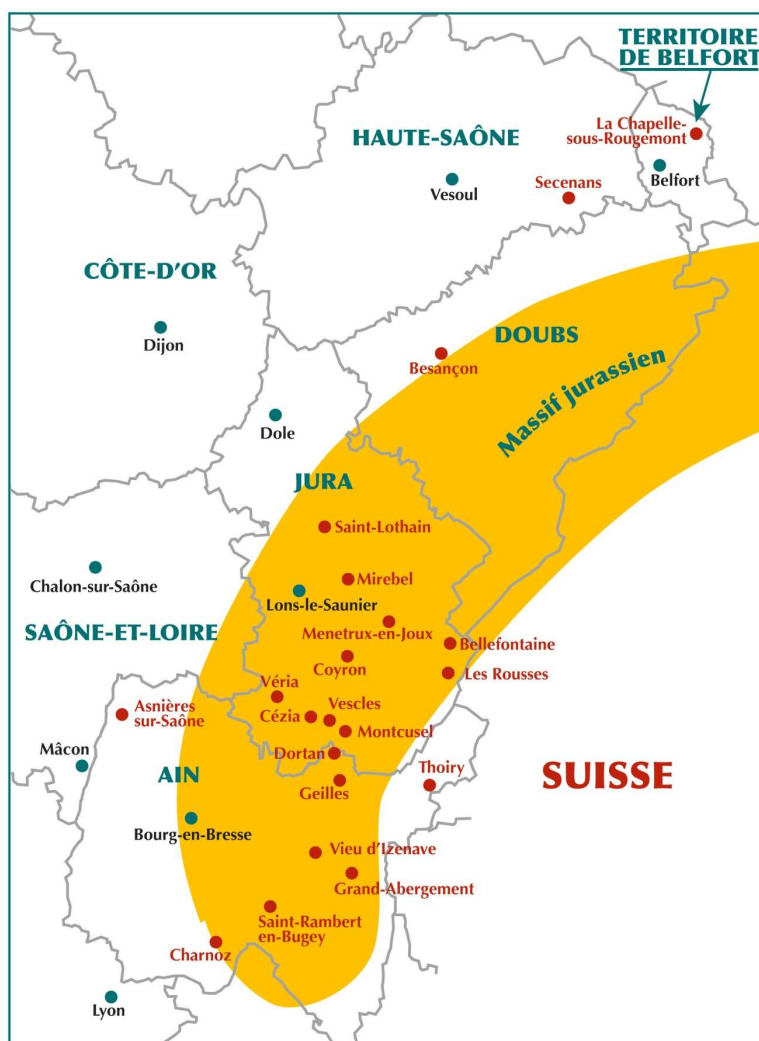 TERRITOIRE
DE BELFORT
HAUTE-SAÔNE
La Chapelle-
sous-Rougemont
Vesoul
Secenans
Belfort
CÔTE-D'OR
Dijon
DOUBS
Besançon
Massif jurassien
Dole
JURA
Saint-Lothain
Chalon-sur-Saône
Mirebel
Lons-le-Saunier
SAÔNE-ET-LOIRE
Menetrux-en-Joux
Bellefontaine
Coyron
Les Rousses
Véria
Asnières
sur-Saône
Cézia
Vescles
Montcusel
Mâcon
Dortan
Thoiry
SUISSE
AIN
Geilles
Bourg-en-Bresse
Vieu d'Izenave
Grand-Abergement
Saint-Rambert
en-Bugey
Charnoz
Lyon